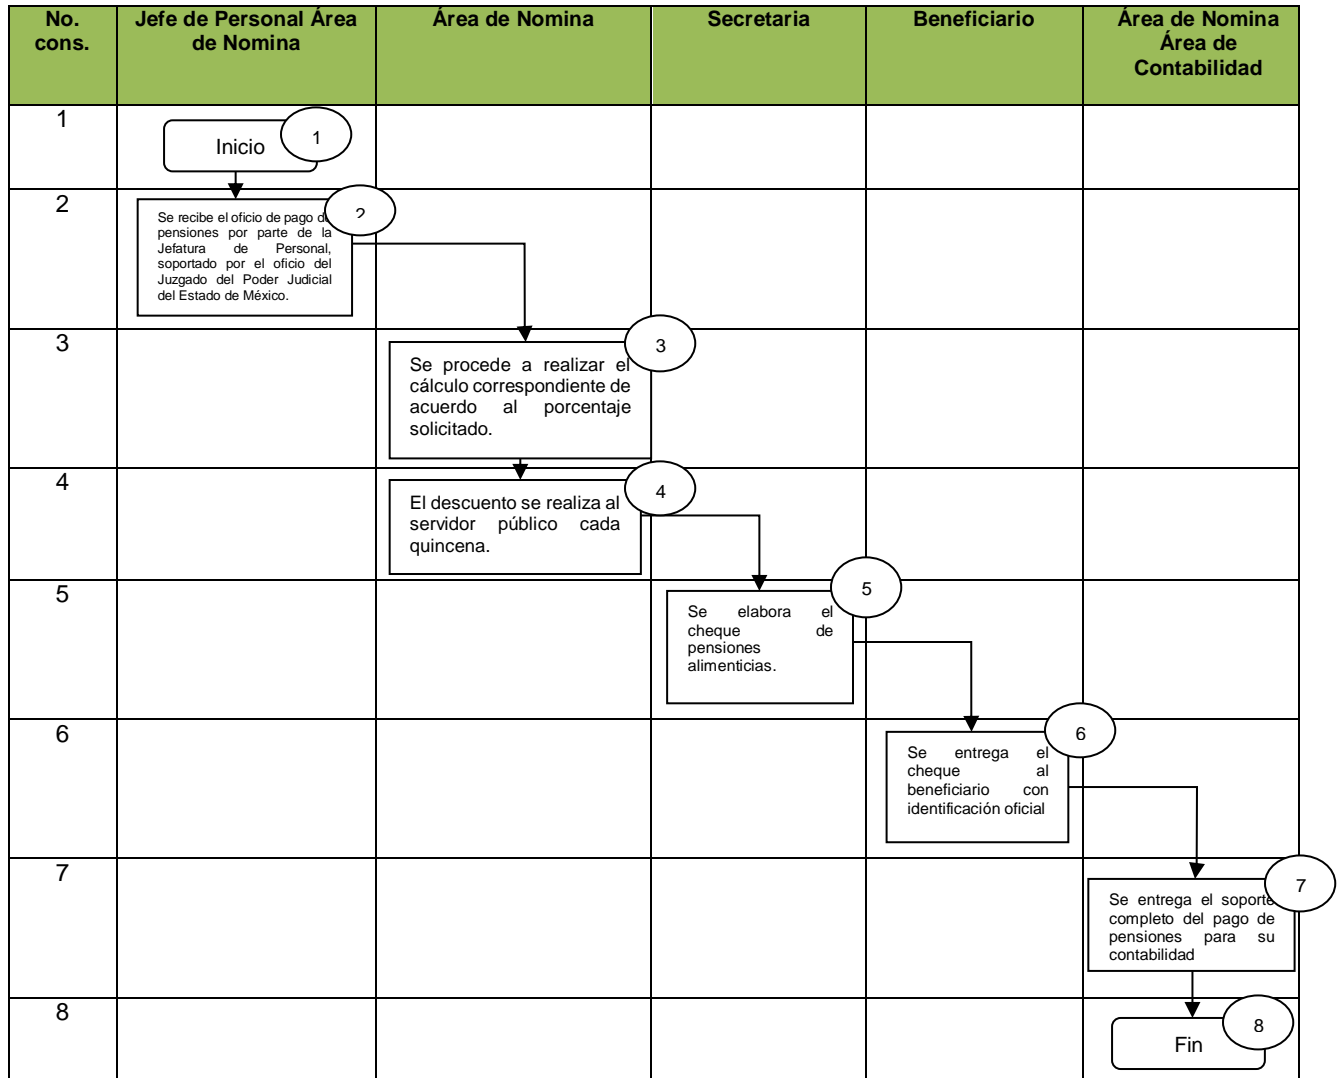 No. cons.
Jefe de Personal Área de Nomina
Área de Nomina
Secretaria
Beneficiario
Área de Nomina Área de Contabilidad
1
Inicio
1
2
2
Se recibe el oficio de pago de
pensiones por parte de la
Jefatura de Personal,
soportado por el oficio del
Juzgado del Poder Judicial
del Estado de México.
3
3
Se procede a realizar el
cálculo correspondiente de
acuerdo al porcentaje
solicitado.
4
4
El descuento se realiza al
servidor público cada
quincena.
5
5
Se elabora el
cheque de
pensiones
alimenticias.
6
6
Se entrega el
cheque al
beneficiario con
identificación oficial
7
7
Se entrega el soporte
completo del pago de
pensiones para su
contabilidad
8
8
Fin